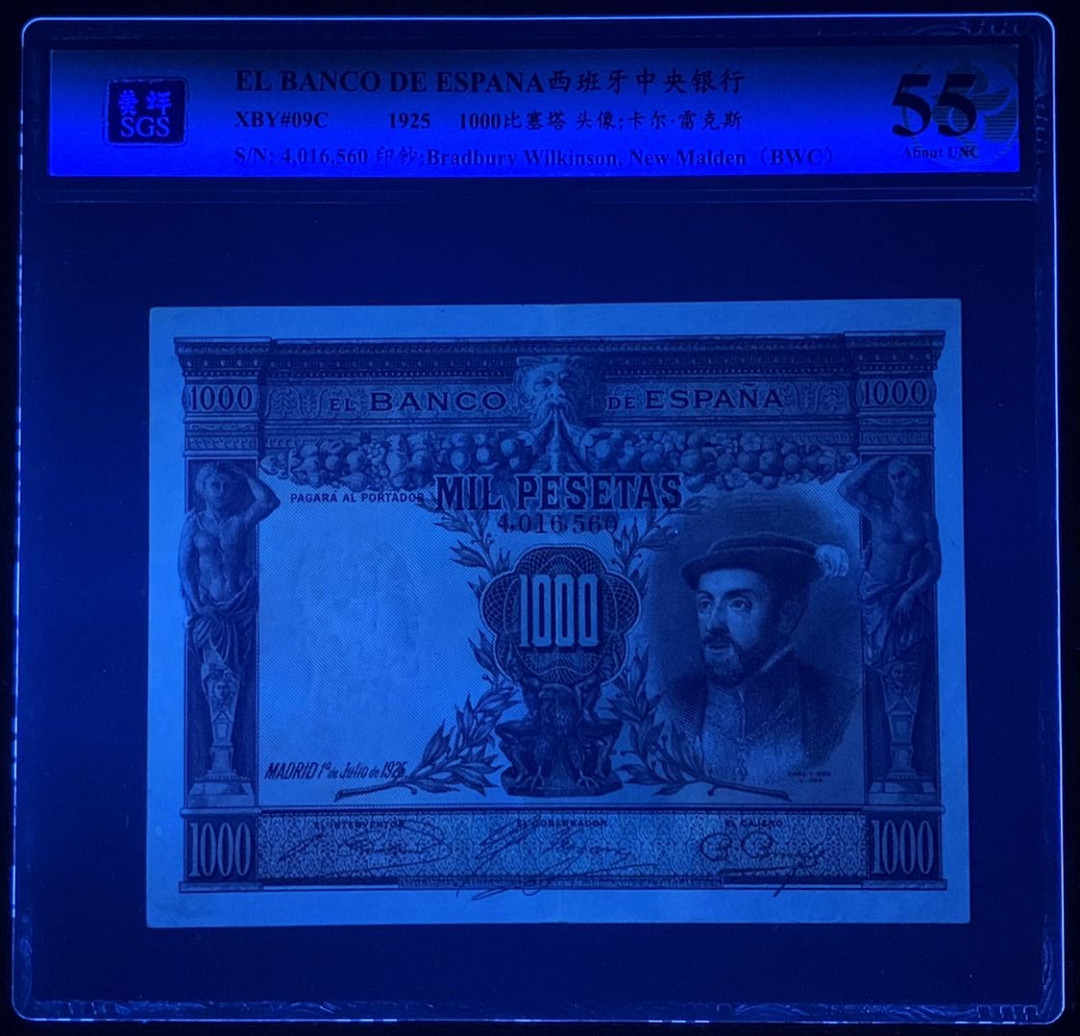 EL BANCO DE ESPANA西班牙中央银行
SGS
XBY#09C 1925 1000比塞塔 头像:卡尔·雷克斯
S/N: 4,016,560 印钞:Bradbury Wilkinson, New Malden（BWC）
55
About UNC
1000 EL BANCO DE ESPAÑA 1000
PAGARÁ AL PORTADOR MIL PESETAS
4,016,560
1000
MADRID 1º de Julio de 1925
EL INTERVENTOR EL GOBERNADOR EL CAJERO
1000 1000